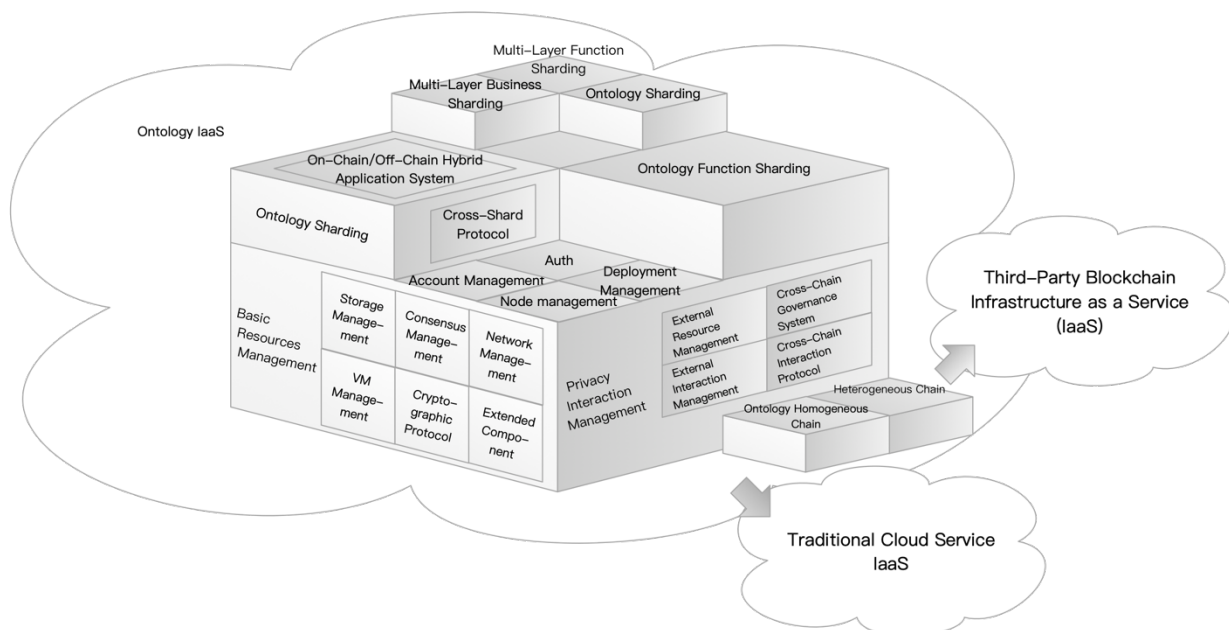 Multi-Layer Function
Sharding
Multi-Layer Business
Sharding
Ontology Sharding
Ontology IaaS
On-Chain/Off-Chain Hybrid
Application System
Ontology Function Sharding
Ontology Sharding
Cross-Shard
Protocol
Auth
Account Management
Deployment
Management
Node management
Basic
Resources
Management
Storage
Manage-
ment
Consensus
Manage-
ment
Network
Manage-
ment
VM
Manage-
ment
Crypto-
graphic
Protocol
Extended
Compo-
nent
Privacy
Interaction
Management
External
Resource
Management
Cross-Chain
Governance
System
External
Interaction
Management
Cross-Chain
Interaction
Protocol
Heterogeneous Chain
Ontology Homogeneous
Chain
Third-Party Blockchain
Infrastructure as a Service
(IaaS)
Traditional Cloud Service
IaaS